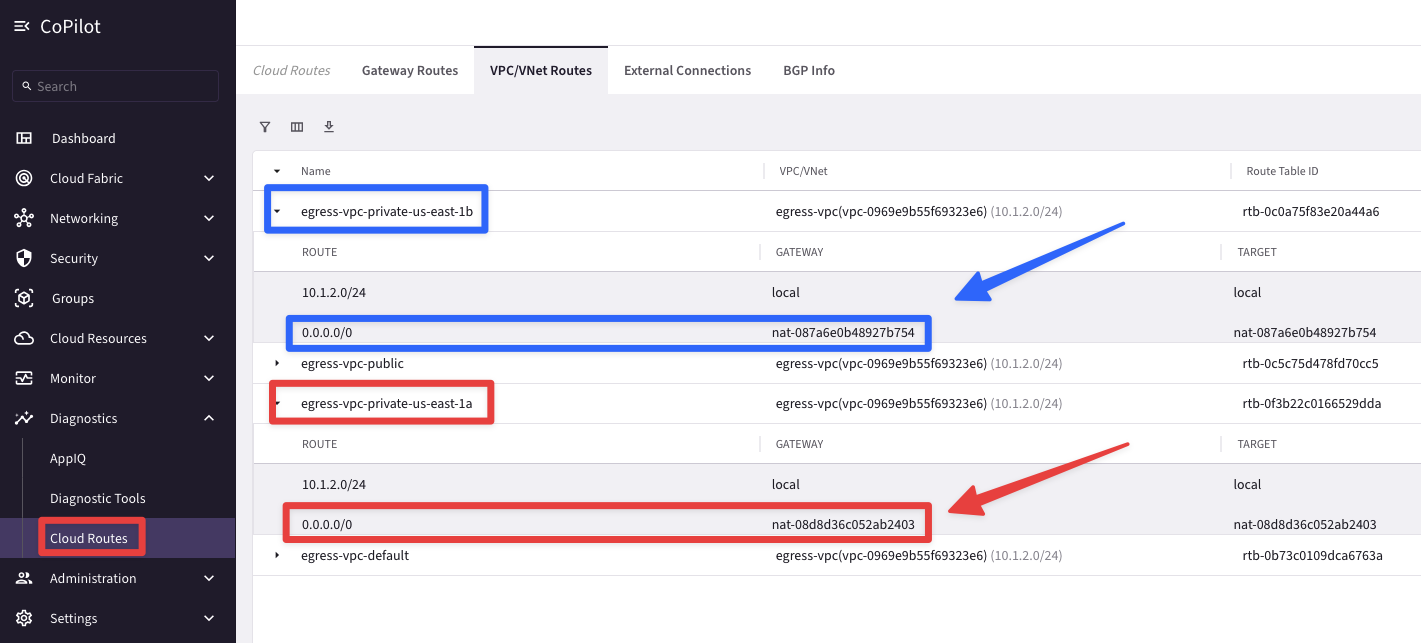 CoPilot
Search
Dashboard
Cloud Fabric
Networking
Security
Groups
Cloud Resources
Monitor
Diagnostics
AppIQ
Diagnostic Tools
Cloud Routes
Administration
Settings
Cloud Routes Gateway Routes VPC/VNet Routes External Connections BGP Info
Name VPC/VNet Route Table ID
egress-vpc-private-us-east-1b egress-vpc(vpc-0969e9b55f69323e6) (10.1.2.0/24) rtb-0c0a75f83e20a44a6
ROUTE GATEWAY TARGET
10.1.2.0/24 local local
0.0.0.0/0 nat-087a6e0b48927b754 nat-087a6e0b48927b754
egress-vpc-public egress-vpc(vpc-0969e9b55f69323e6) (10.1.2.0/24) rtb-0c5c75d478fd70cc5
egress-vpc-private-us-east-1a egress-vpc(vpc-0969e9b55f69323e6) (10.1.2.0/24) rtb-0f3b22c0166529dda
ROUTE GATEWAY TARGET
10.1.2.0/24 local local
0.0.0.0/0 nat-08d8d36c052ab2403 nat-08d8d36c052ab2403
egress-vpc-default egress-vpc(vpc-0969e9b55f69323e6) (10.1.2.0/24) rtb-0b73c0109dca6763a